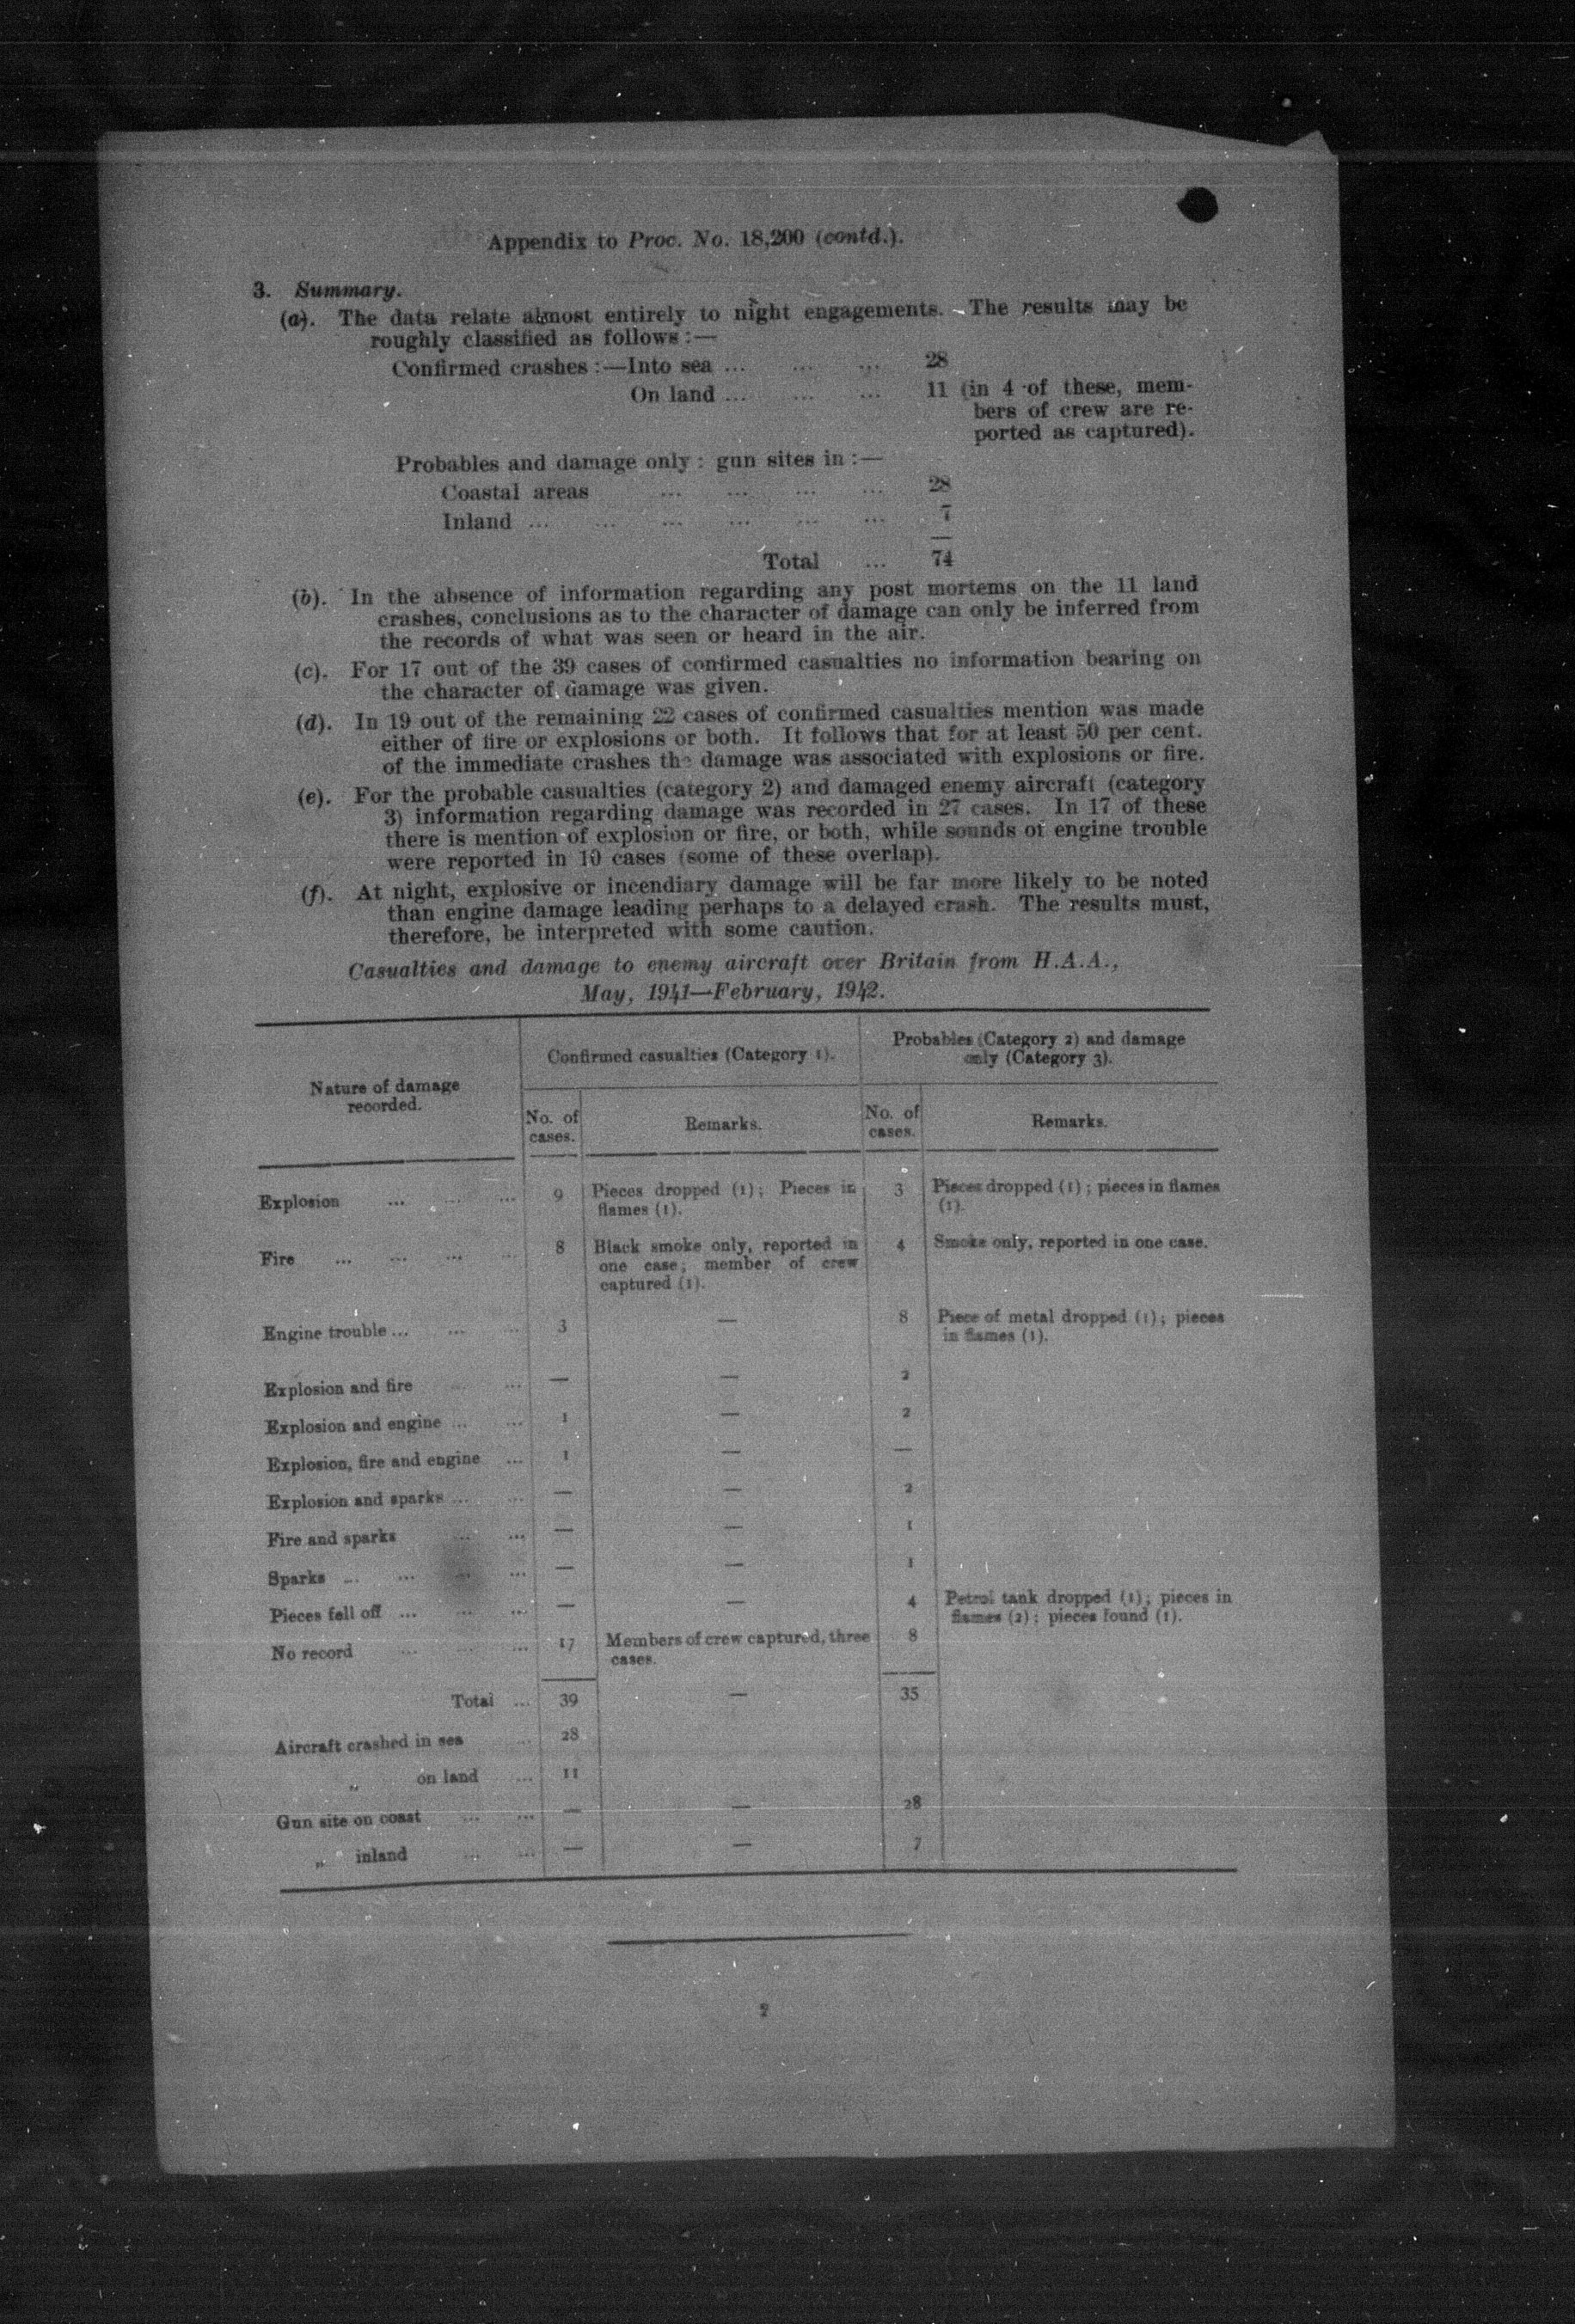 Appendix to Proc. No. 18,200 (contd.).
3. Summary.
(a). The data relate almost entirely to night engagements. The results may be
roughly classified as follows :—
Confirmed crashes :—Into sea ... ... ... 28
On land ... ... ... 11 (in 4 of these, mem-
bers of crew are re-
ported as captured).
Probables and damage only : gun sites in :—
Coastal areas ... ... ... ... 28
Inland ... ... ... ... ... ... 7
Total ... 74
(b). In the absence of information regarding any post mortems on the 11 land
crashes, conclusions as to the character of damage can only be inferred from
the records of what was seen or heard in the air.
(c). For 17 out of the 39 cases of confirmed casualties no information bearing on
the character of damage was given.
(d). In 19 out of the remaining 22 cases of confirmed casualties mention was made
either of fire or explosions or both. It follows that for at least 50 per cent.
of the immediate crashes the damage was associated with explosions or fire.
(e). For the probable casualties (category 2) and damaged enemy aircraft (category
3) information regarding damage was recorded in 27 cases. In 17 of these
there is mention of explosion or fire, or both, while sounds of engine trouble
were reported in 10 cases (some of these overlap).
(f). At night, explosive or incendiary damage will be far more likely to be noted
than engine damage leading perhaps to a delayed crash. The results must,
therefore, be interpreted with some caution.
Casualties and damage to enemy aircraft over Britain from H.A.A.,
May, 1941—February, 1942.
Nature of damage
recorded.
Confirmed casualties (Category 1).
Probables (Category 2) and damage
only (Category 3).
No. of
cases.
Remarks.
No. of
cases.
Remarks.
Explosion ... ... ... 9 Pieces dropped (1); Pieces in 3 Pieces dropped (1); pieces in flames
flames (1). (1).
Fire ... ... ... ... 8 Black smoke only, reported in 4 Smoke only, reported in one case.
one case; member of crew
captured (1).
Engine trouble ... ... ... 3 — 8 Piece of metal dropped (1); pieces
in flames (1).
Explosion and fire ... ... — — 2
Explosion and engine ... ... 1 — 2
Explosion, fire and engine ... 1 — —
Explosion and sparks ... ... — — 2
Fire and sparks ... ... — — 1
Sparks ... ... ... ... — — 1
Pieces fell off ... ... ... — — 4 Petrol tank dropped (1); pieces in
flames (2); pieces found (1).
No record ... ... ... 17 Members of crew captured, three 8
cases.
Total ... 39 — 35
Aircraft crashed in sea ... 28
„ on land ... 11
Gun site on coast ... ... — — 28
„ inland ... ... — — 7